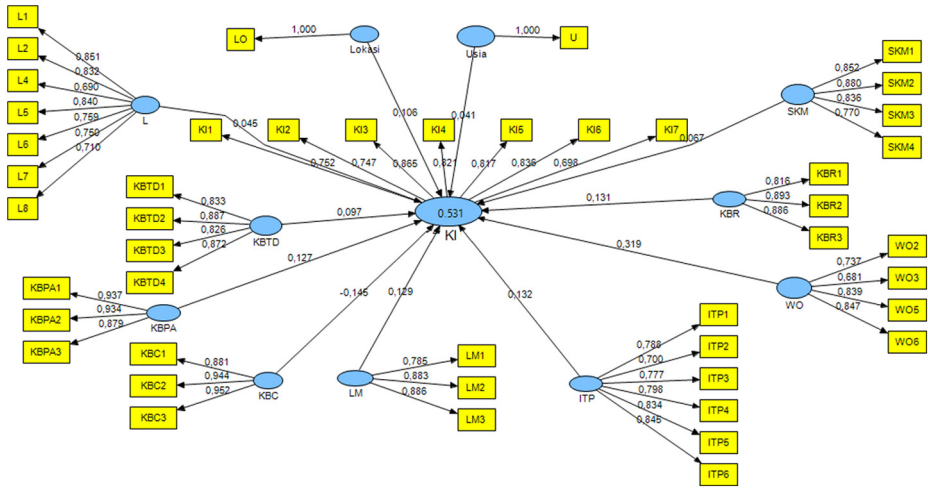 L1
L2
L4
L5
L6
L7
L8
0,851
0,832
0,690
0,840
0,759
0,750
0,710
L
0,045
LO
1,000
Lokasi
0,106
Usia
1,000
U
0,041
SKM1
SKM2
SKM3
SKM4
0,852
0,880
0,836
0,770
SKM
0,067
KI1
KI2
KI3
KI4
KI5
KI6
KI7
0,752
0,747
0,865
0,821
0,817
0,836
0,698
0.531
KI
KBTD1
KBTD2
KBTD3
KBTD4
0,833
0,887
0,826
0,872
KBTD
0,097
KBR1
KBR2
KBR3
0,816
0,893
0,886
KBR
0,131
KBPA1
KBPA2
KBPA3
0,937
0,934
0,879
KBPA
0,127
WO2
WO3
WO5
WO6
0,737
0,681
0,839
0,847
WO
0,319
KBC1
KBC2
KBC3
0,881
0,944
0,952
KBC
-0,145
LM1
LM2
LM3
0,785
0,883
0,886
LM
0,129
ITP1
ITP2
ITP3
ITP4
ITP5
ITP6
0,700
0,777
0,798
0,834
0,845
ITP
0,132